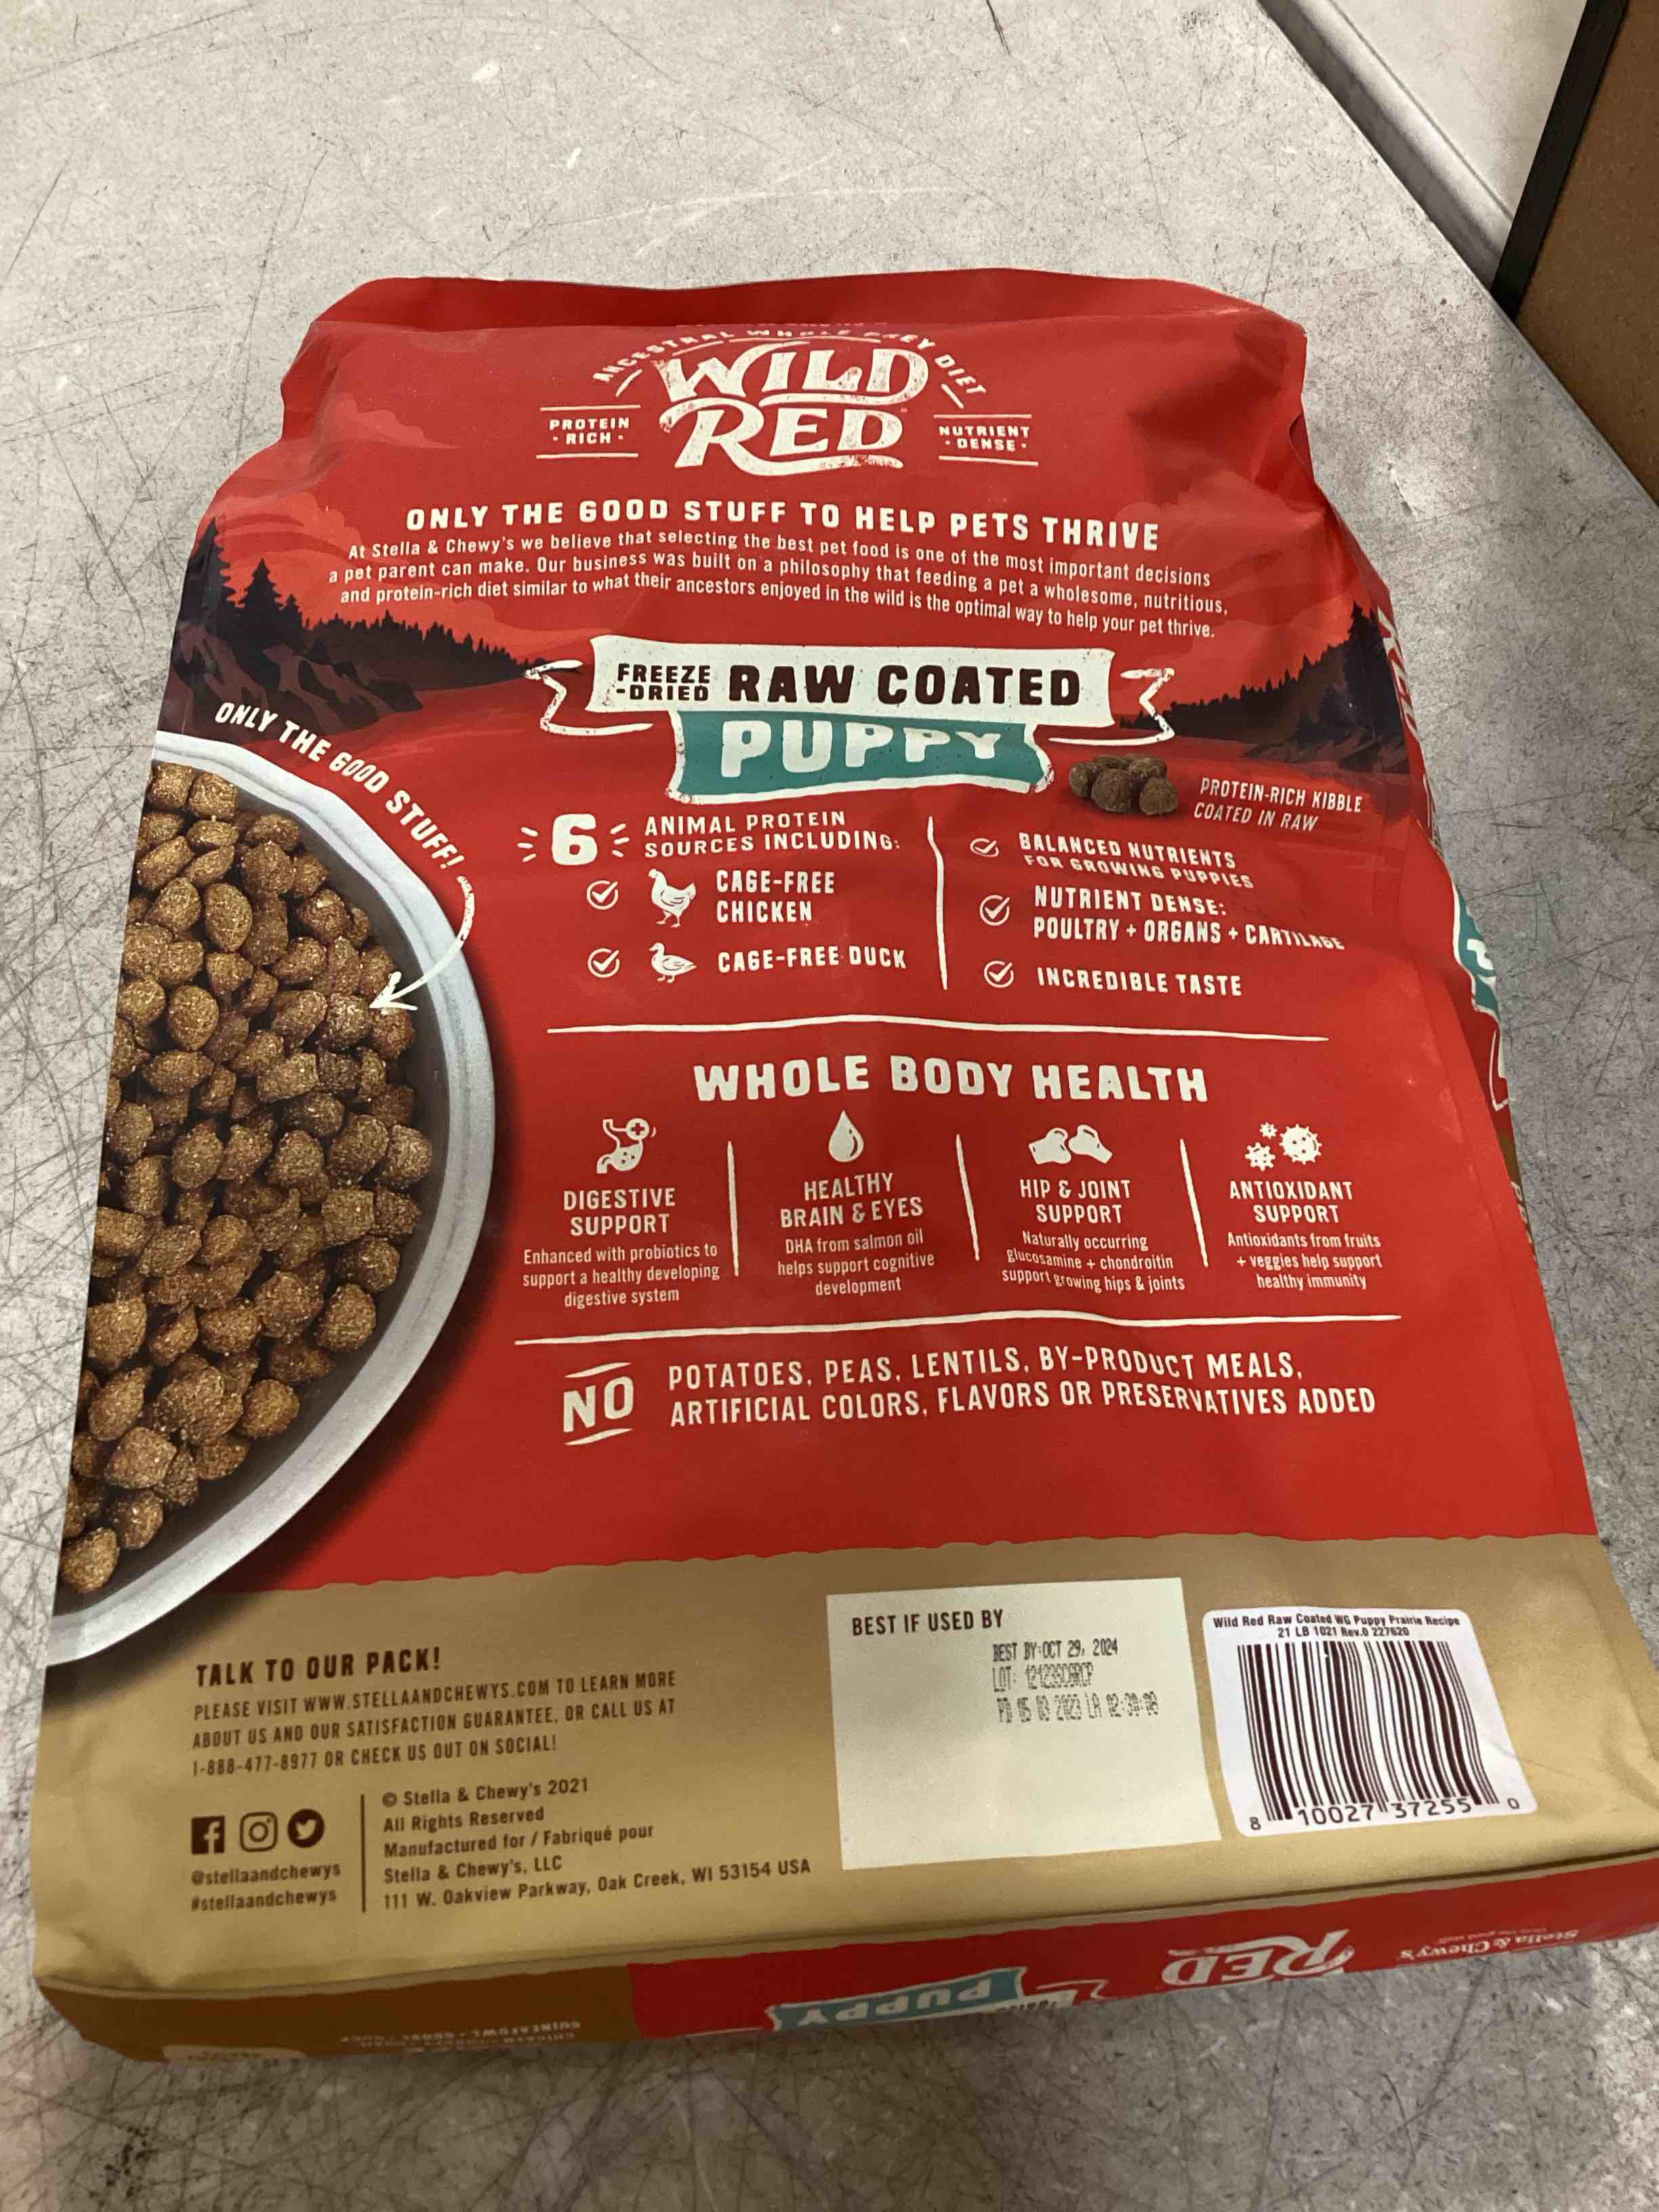 ANCESTRAL WHOLE PREY DIET
WILD
RED
PROTEIN
• RICH •
NUTRIENT
• DENSE •
ONLY THE GOOD STUFF TO HELP PETS THRIVE
At Stella & Chewy's we believe that selecting the best pet food is one of the most important decisions
a pet parent can make. Our business was built on a philosophy that feeding a pet a wholesome, nutritious,
and protein-rich diet similar to what their ancestors enjoyed in the wild is the optimal way to help your pet thrive.
FREEZE
-DRIED RAW COATED
PUPPY
ONLY THE GOOD STUFF!
PROTEIN-RICH KIBBLE
COATED IN RAW
6 ANIMAL PROTEIN
SOURCES INCLUDING:
CAGE-FREE
CHICKEN
CAGE-FREE DUCK
BALANCED NUTRIENTS
FOR GROWING PUPPIES
NUTRIENT DENSE:
POULTRY + ORGANS + CARTILAGE
INCREDIBLE TASTE
WHOLE BODY HEALTH
DIGESTIVE
SUPPORT
Enhanced with probiotics to
support a healthy developing
digestive system
HEALTHY
BRAIN & EYES
DHA from salmon oil
helps support cognitive
development
HIP & JOINT
SUPPORT
Naturally occurring
glucosamine + chondroitin
support growing hips & joints
ANTIOXIDANT
SUPPORT
Antioxidants from fruits
+ veggies help support
healthy immunity
NO POTATOES, PEAS, LENTILS, BY-PRODUCT MEALS,
ARTIFICIAL COLORS, FLAVORS OR PRESERVATIVES ADDED
TALK TO OUR PACK!
PLEASE VISIT WWW.STELLAANDCHEWYS.COM TO LEARN MORE
ABOUT US AND OUR SATISFACTION GUARANTEE, OR CALL US AT
1-888-477-8977 OR CHECK US OUT ON SOCIAL!
@stellaandchewys
#stellaandchewys
© Stella & Chewy's 2021
All Rights Reserved
Manufactured for / Fabriqué pour
Stella & Chewy's, LLC
111 W. Oakview Parkway, Oak Creek, WI 53154 USA
BEST IF USED BY
BEST BY:OCT 29, 2024
LOT:
Wild Red Raw Coated WG Puppy Prairie Recipe
21 LB 1021 Rev.0 227620
8 10027 37255 0
Stella & Chewy's
RED
PUPPY